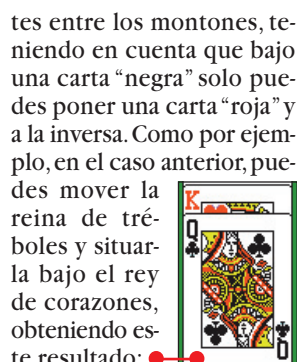 tes entre los montones, te-
niendo en cuenta que bajo
una carta “negra” solo pue-
des poner una carta “roja” y
a la inversa. Como por ejem-
plo, en el caso anterior, pue-
des mover la
reina de tré-
boles y situar-
la bajo el rey
de corazones,
obteniendo es-
te resultado:
K
Q
Q